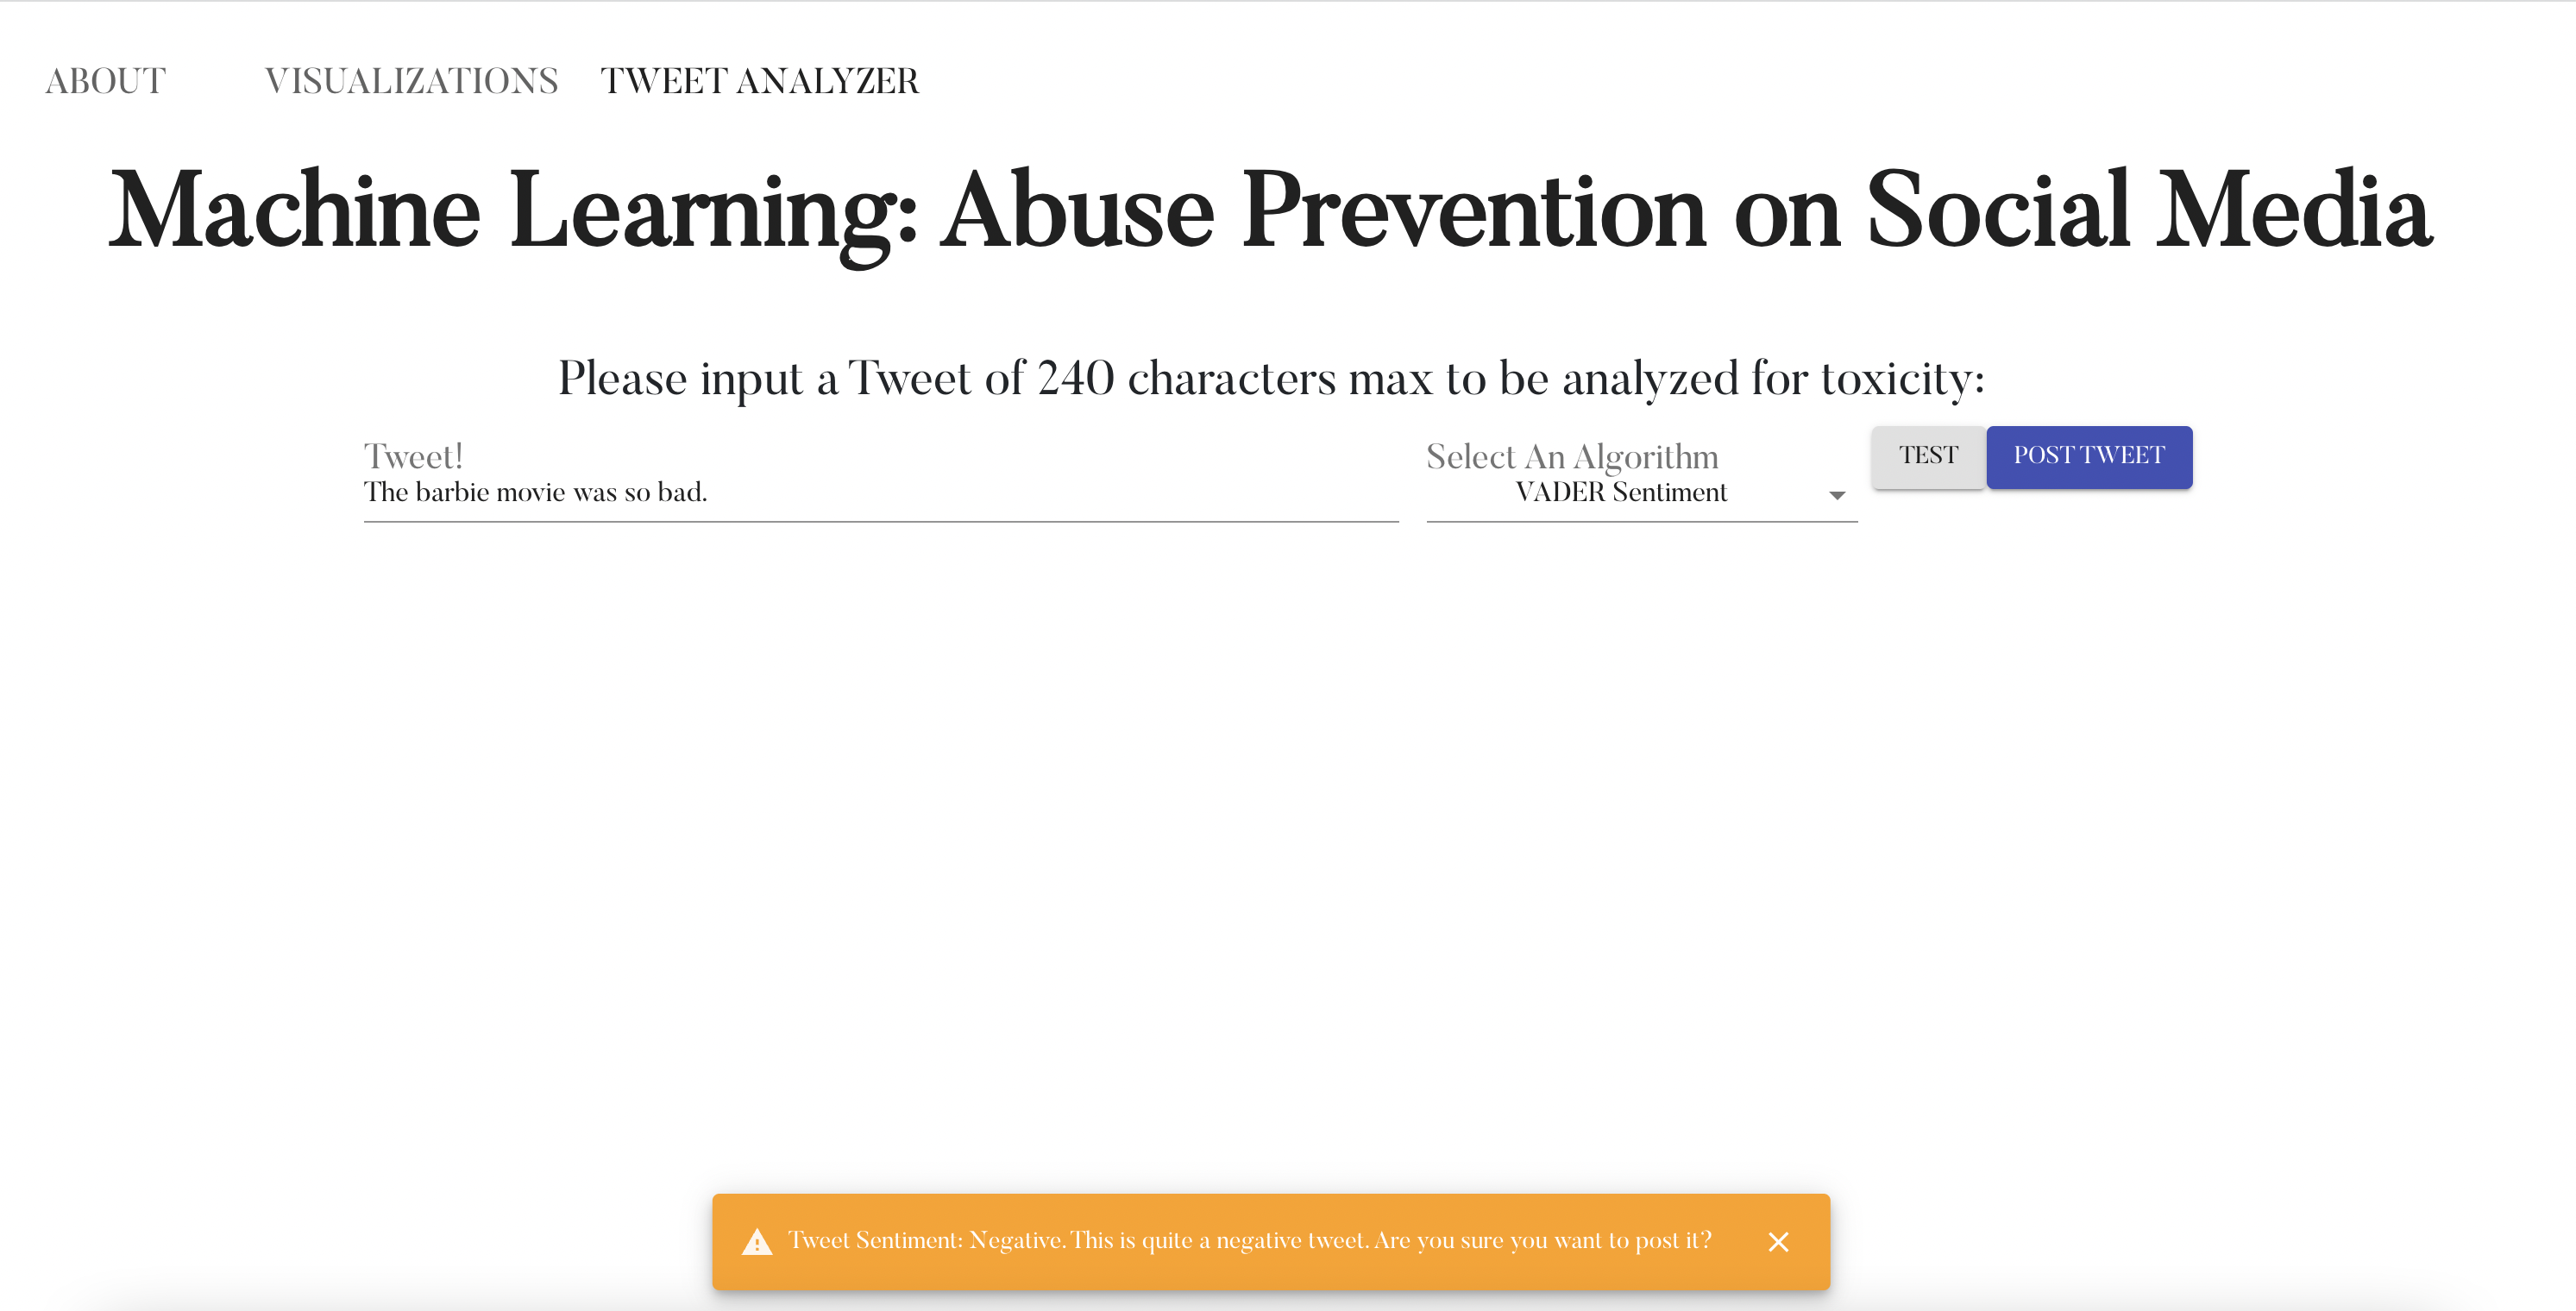 ABOUT VISUALIZATIONS TWEET ANALYZER
Machine Learning: Abuse Prevention on Social Media
Please input a Tweet of 240 characters max to be analyzed for toxicity:
Tweet! Select An Algorithm TEST POST TWEET
The barbie movie was so bad. VADER Sentiment
Tweet Sentiment: Negative. This is quite a negative tweet. Are you sure you want to post it?